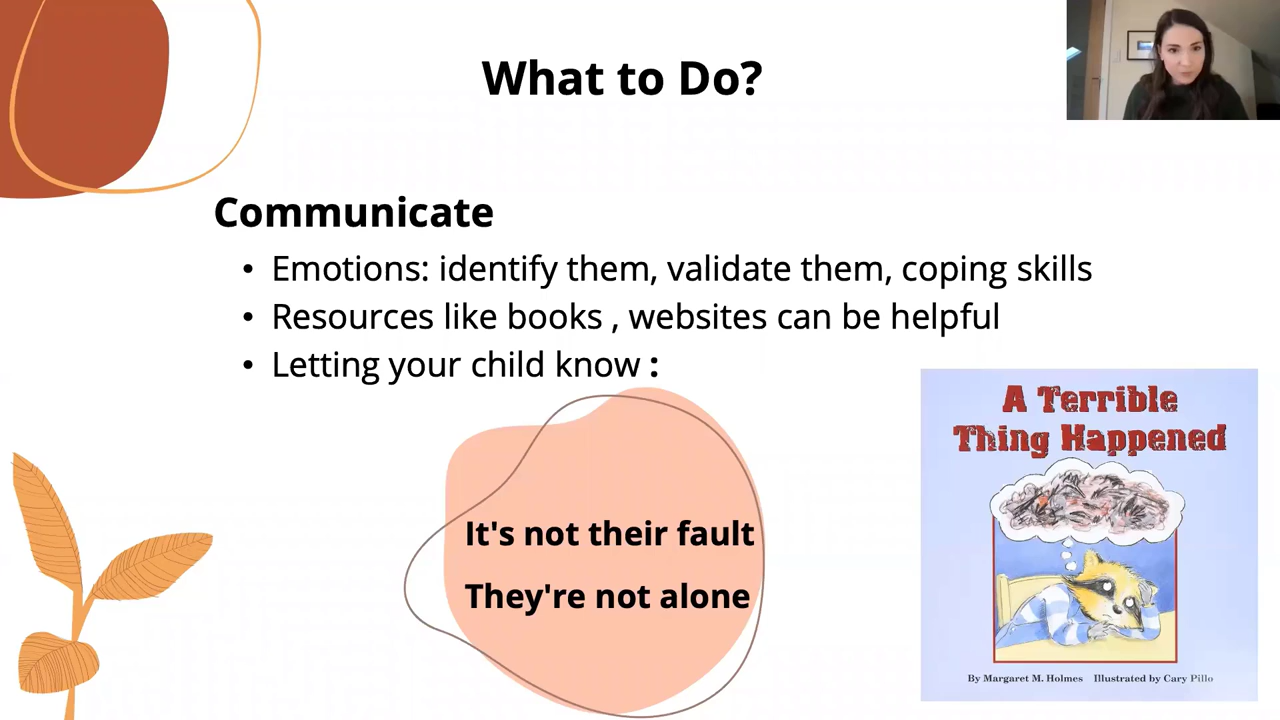 What to Do?
Communicate
• Emotions: identify them, validate them, coping skills
• Resources like books , websites can be helpful
• Letting your child know :
It's not their fault
They're not alone
A Terrible
Thing Happened
By Margaret M. Holmes Illustrated by Cary Pillo